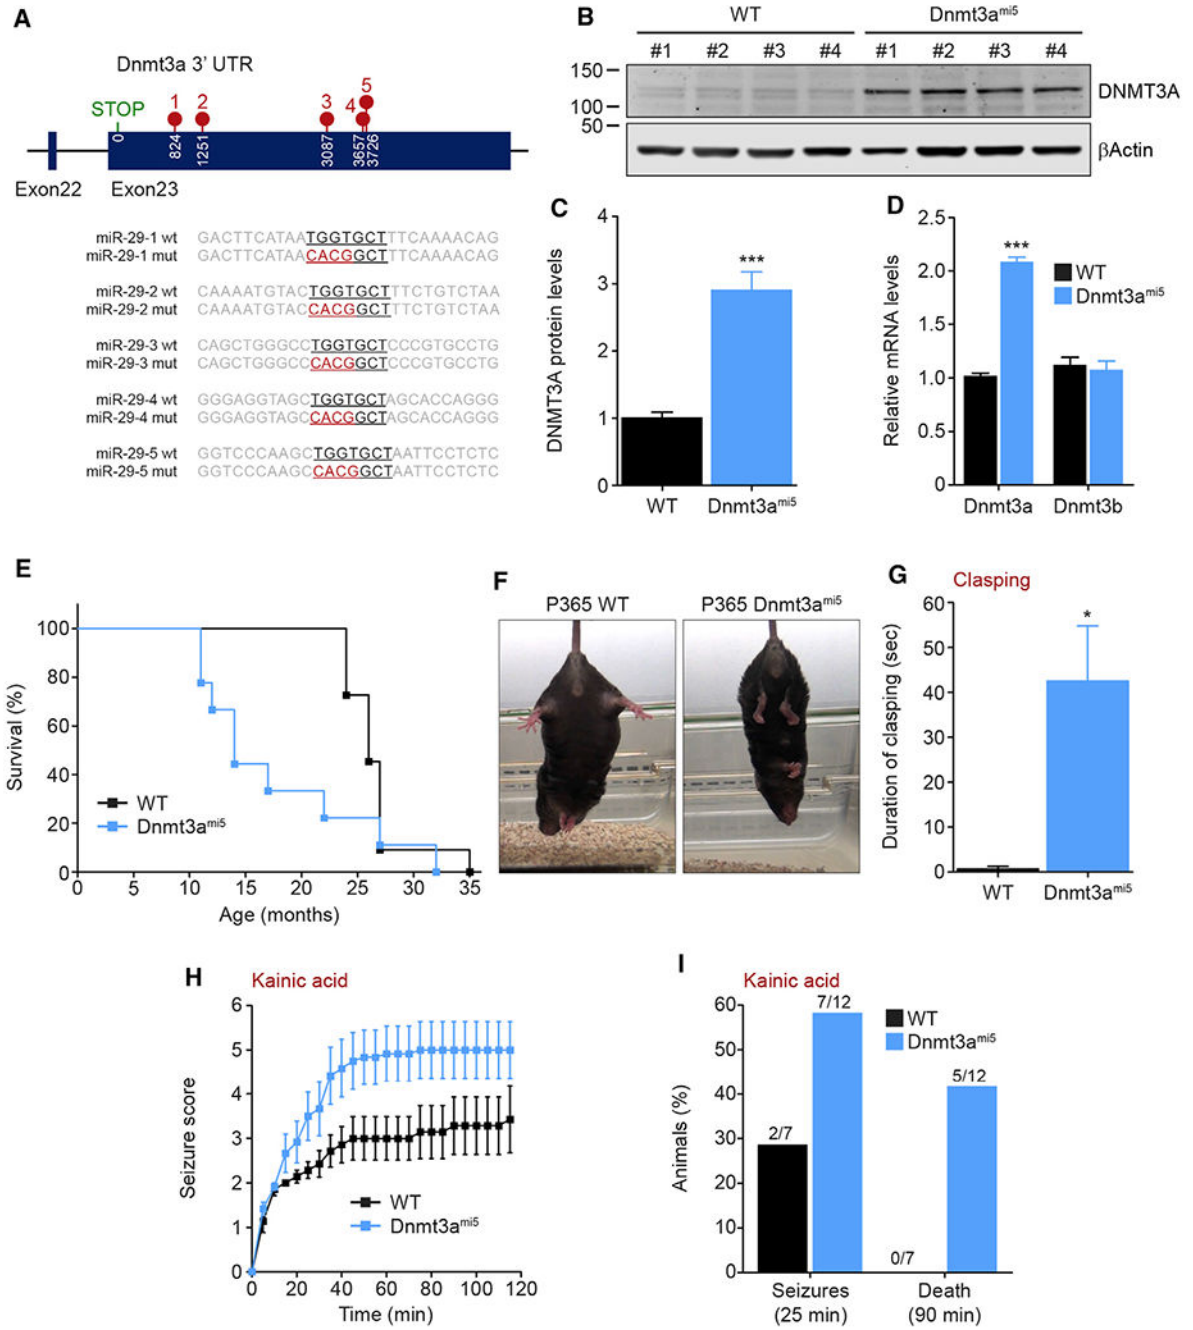 A
Dnmt3a 3' UTR
STOP
1
2
3
4
5
0
824
1251
3087
3657
3726
Exon22
Exon23
miR-29-1 wt GACTTCATAATGGTGCTTTCAAAACAG
miR-29-1 mut GACTTCATAACACGGCTTTCAAAACAG
miR-29-2 wt CAAAATGTACTGGTGCTTTCTGTCTAA
miR-29-2 mut CAAAATGTACCACGGCTTTCTGTCTAA
miR-29-3 wt CAGCTGGGCCTGGTGCTCCCGTGCCTG
miR-29-3 mut CAGCTGGGCCCACGGCTCCCGTGCCTG
miR-29-4 wt GGGAGGTAGCTGGTGCTAGCACCAGGG
miR-29-4 mut GGGAGGTAGCCACGGCTAGCACCAGGG
miR-29-5 wt GGTCCCAAGCTGGTGCTAATTCCTCTC
miR-29-5 mut GGTCCCAAGCCACGGCTAATTCCTCTC
B
WT
Dnmt3a^mi5
#1 #2 #3 #4 #1 #2 #3 #4
150
100
50
DNMT3A
βActin
C
DNMT3A protein levels
4
3
2
1
0
***
WT
Dnmt3a^mi5
D
Relative mRNA levels
2.5
2.0
1.5
1.0
0.5
0
***
WT
Dnmt3a^mi5
Dnmt3a
Dnmt3b
E
Survival (%)
100
80
60
40
20
0
WT
Dnmt3a^mi5
0 5 10 15 20 25 30 35
Age (months)
F
P365 WT
P365 Dnmt3a^mi5
G
Clasping
Duration of clasping (sec)
60
50
40
30
20
10
0
*
WT
Dnmt3a^mi5
H
Kainic acid
Seizure score
6
5
4
3
2
1
0
WT
Dnmt3a^mi5
0 20 40 60 80 100 120
Time (min)
I
Kainic acid
Animals (%)
60
50
40
30
20
10
0
2/7
7/12
0/7
5/12
WT
Dnmt3a^mi5
Seizures
(25 min)
Death
(90 min)